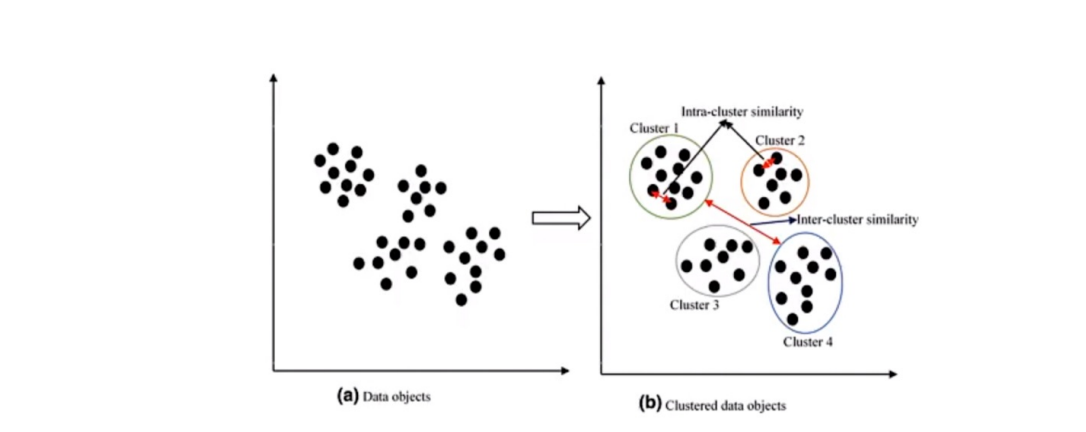 Intra-cluster similarity
Cluster 1
Cluster 2
Inter-cluster similarity
Cluster 3
Cluster 4
(a) Data objects
(b) Clustered data objects